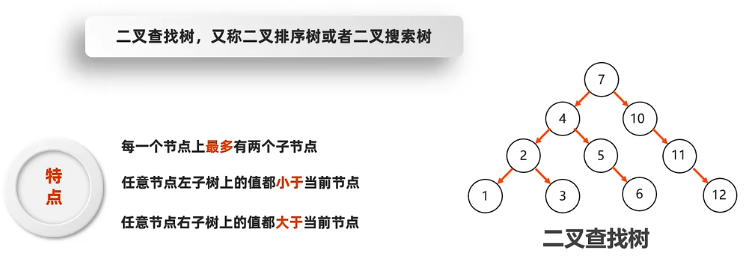 二叉查找树，又称二叉排序树或者二叉搜索树
特
点
每一个节点上最多有两个子节点
任意节点左子树上的值都小于当前节点
任意节点右子树上的值都大于当前节点
7
4
10
2
5
11
1
3
6
12
二叉查找树